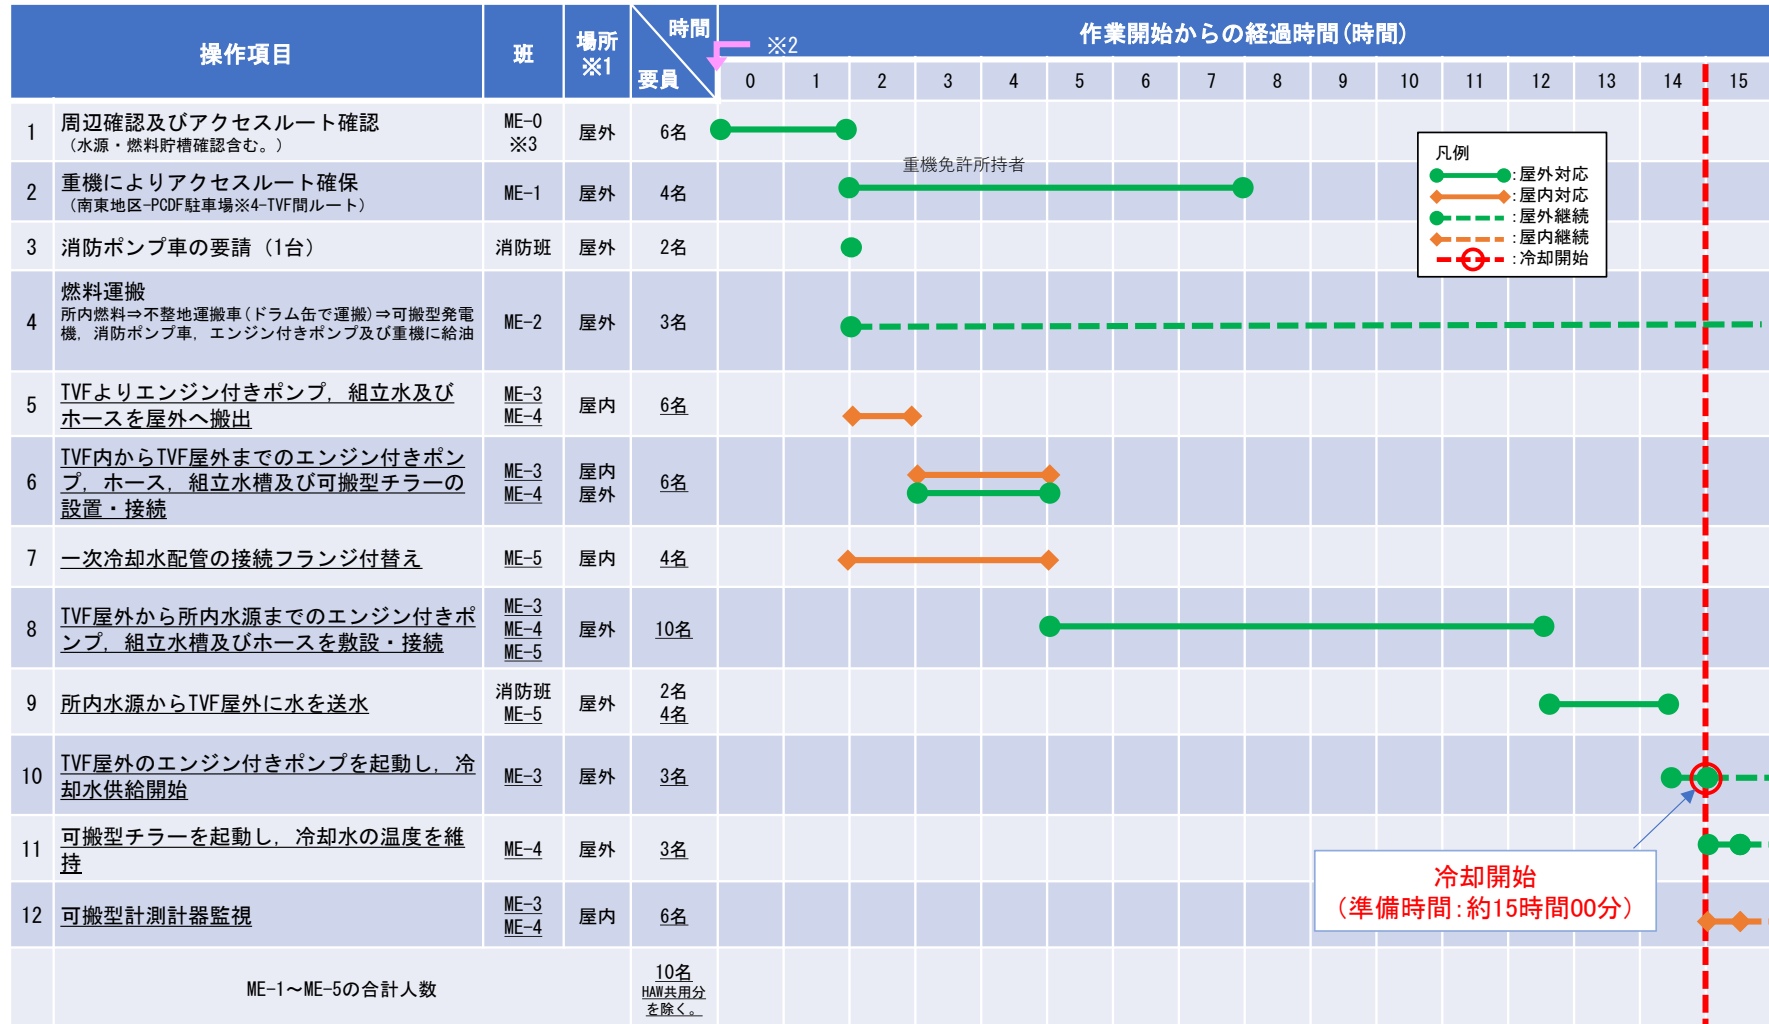 操作項目
班
場所
※1
時間
要員
※2
作業開始からの経過時間(時間)
0 1 2 3 4 5 6 7 8 9 10 11 12 13 14 15
1
周辺確認及びアクセスルート確認
（水源・燃料貯槽確認含む。）
ME-0
※3
屋外
6名
2
重機によりアクセスルート確保
（南東地区-PCDF駐車場※4-TVF間ルート）
ME-1
屋外
4名
重機免許所持者
3
消防ポンプ車の要請（1台）
消防班
屋外
2名
4
燃料運搬
所内燃料⇒不整地運搬車(ドラム缶で運搬)⇒可搬型発電
機，消防ポンプ車，エンジン付きポンプ及び重機に給油
ME-2
屋外
3名
5
TVFよりエンジン付きポンプ，組立水及び
ホースを屋外へ搬出
ME-3
ME-4
屋内
6名
6
TVF内からTVF屋外までのエンジン付きポン
プ，ホース，組立水槽及び可搬型チラーの
設置・接続
ME-3
ME-4
屋内
屋外
6名
7
一次冷却水配管の接続フランジ付替え
ME-5
屋内
4名
8
TVF屋外から所内水源までのエンジン付きポ
ンプ，組立水槽及びホースを敷設・接続
ME-3
ME-4
ME-5
屋外
10名
9
所内水源からTVF屋外に水を送水
消防班
ME-5
屋外
2名
4名
10
TVF屋外のエンジン付きポンプを起動し，冷
却水供給開始
ME-3
屋外
3名
11
可搬型チラーを起動し，冷却水の温度を維
持
ME-4
屋外
3名
12
可搬型計測計器監視
ME-3
ME-4
屋内
6名
ME-1～ME-5の合計人数
10名
HAW共用分
を除く。
凡例
:屋外対応
:屋内対応
:屋外継続
:屋内継続
:冷却開始
冷却開始
（準備時間:約15時間00分）